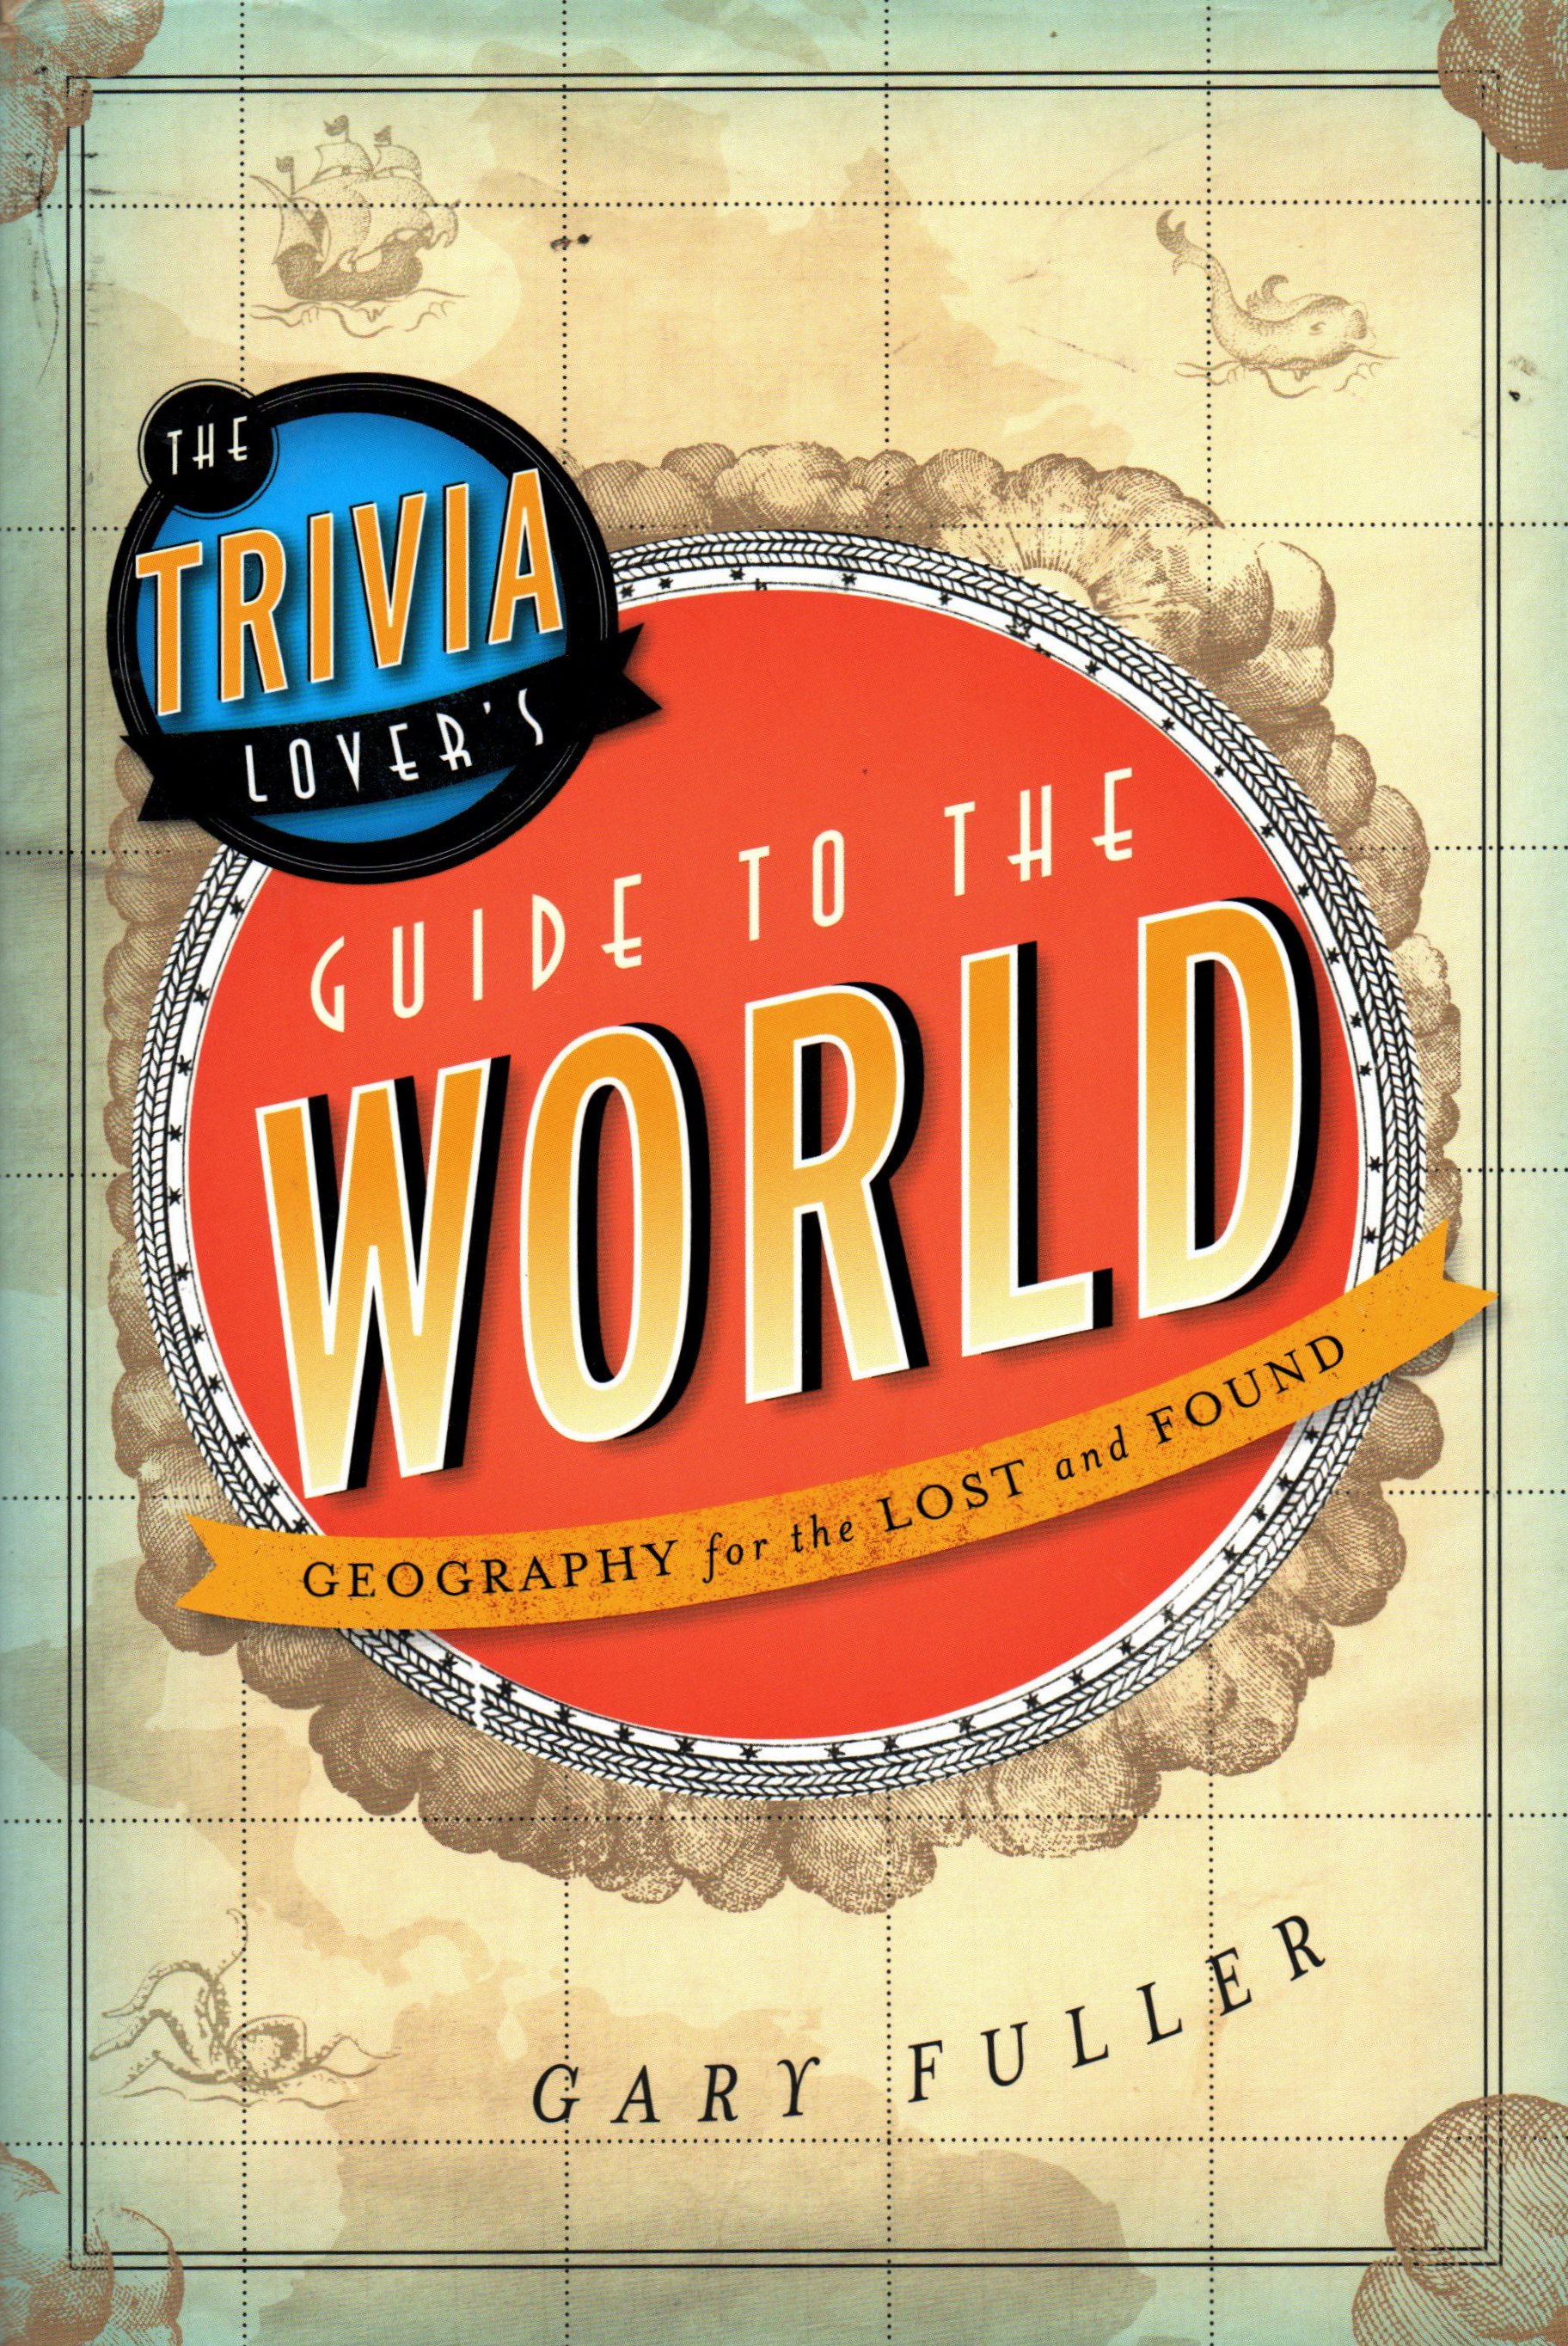 THE
TRIVIA
LOVER'S
GUIDE TO THE
WORLD
GEOGRAPHY for the LOST and FOUND
GARY FULLER